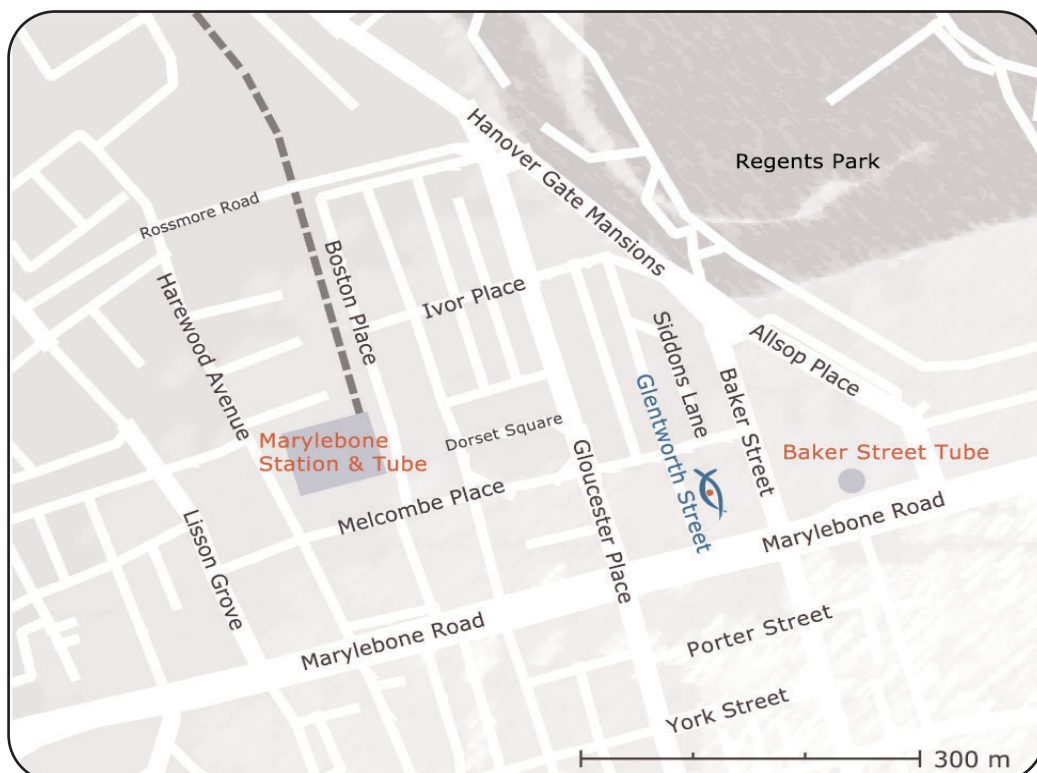 Hanover Gate Mansions
Regents Park
Rossmore Road
Boston Place
Ivor Place
Harewood Avenue
Siddons Lane
Allsop Place
Glentworth Street
Baker Street
Dorset Square
Marylebone
Station & Tube
Gloucester Place
Baker Street Tube
Melcombe Place
Lisson Grove
Marylebone Road
Marylebone Road
Porter Street
York Street
300 m